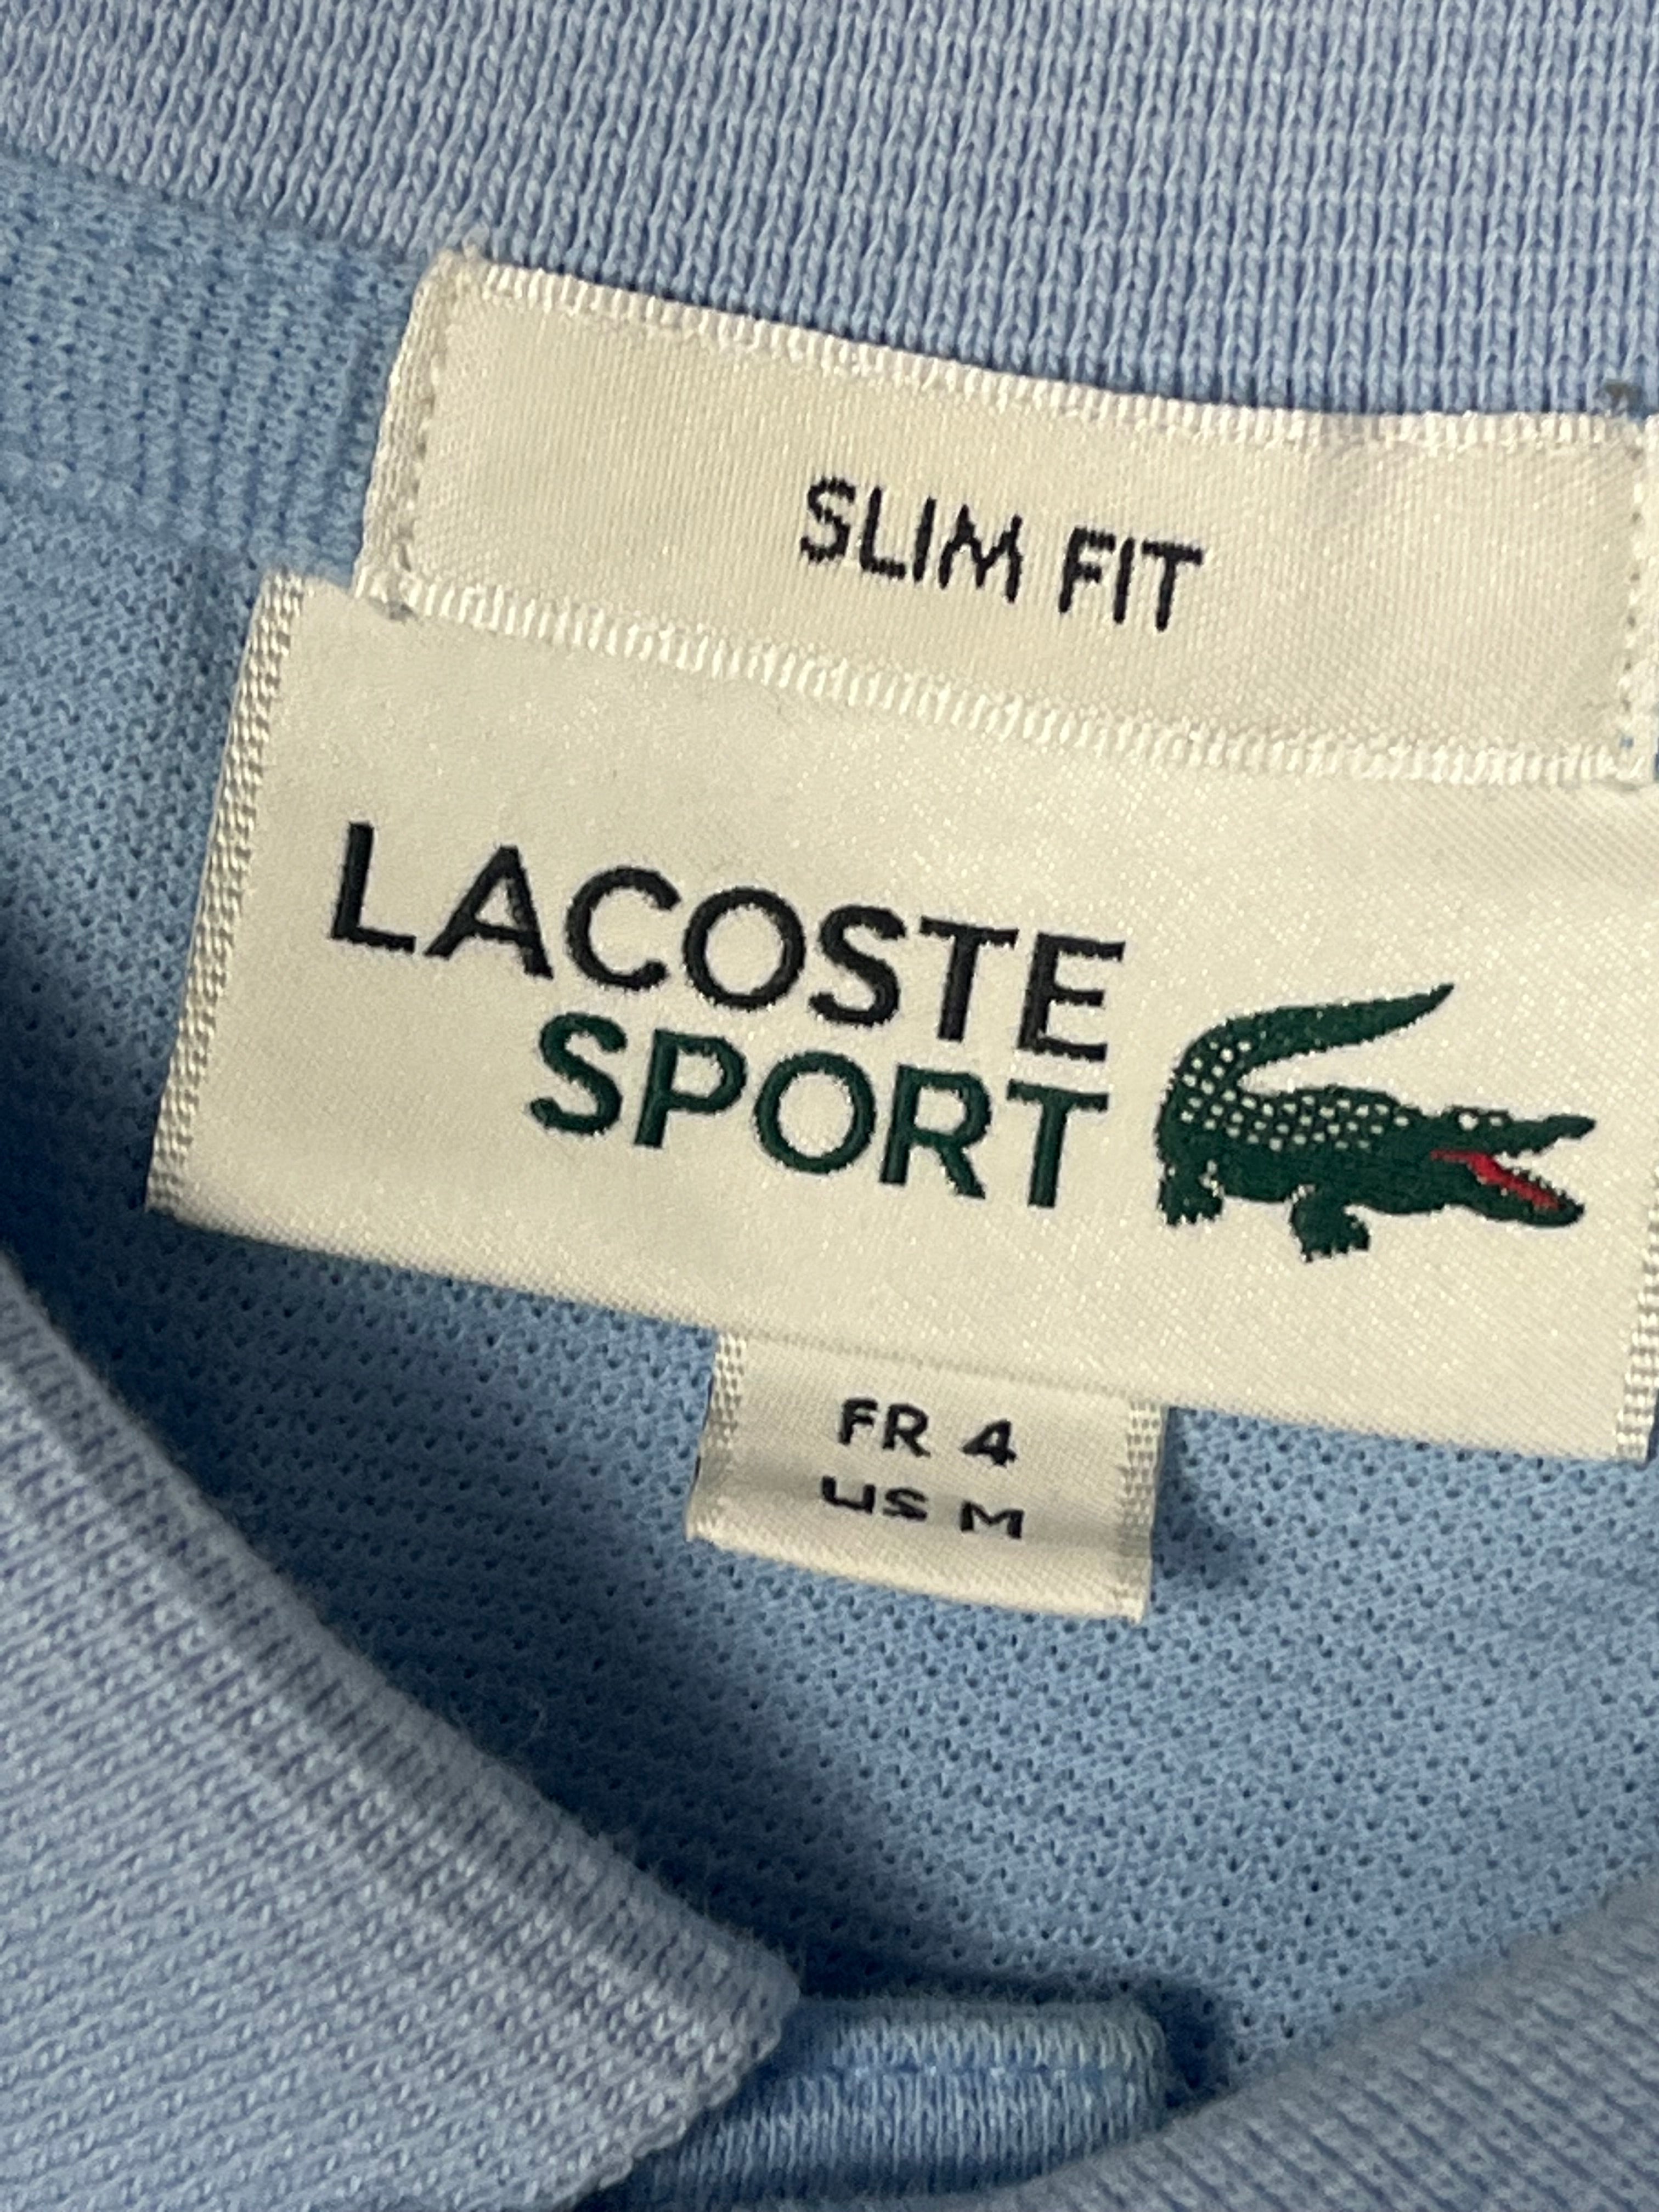 SLIM FIT
LACOSTE
SPORT
FR 4
US M